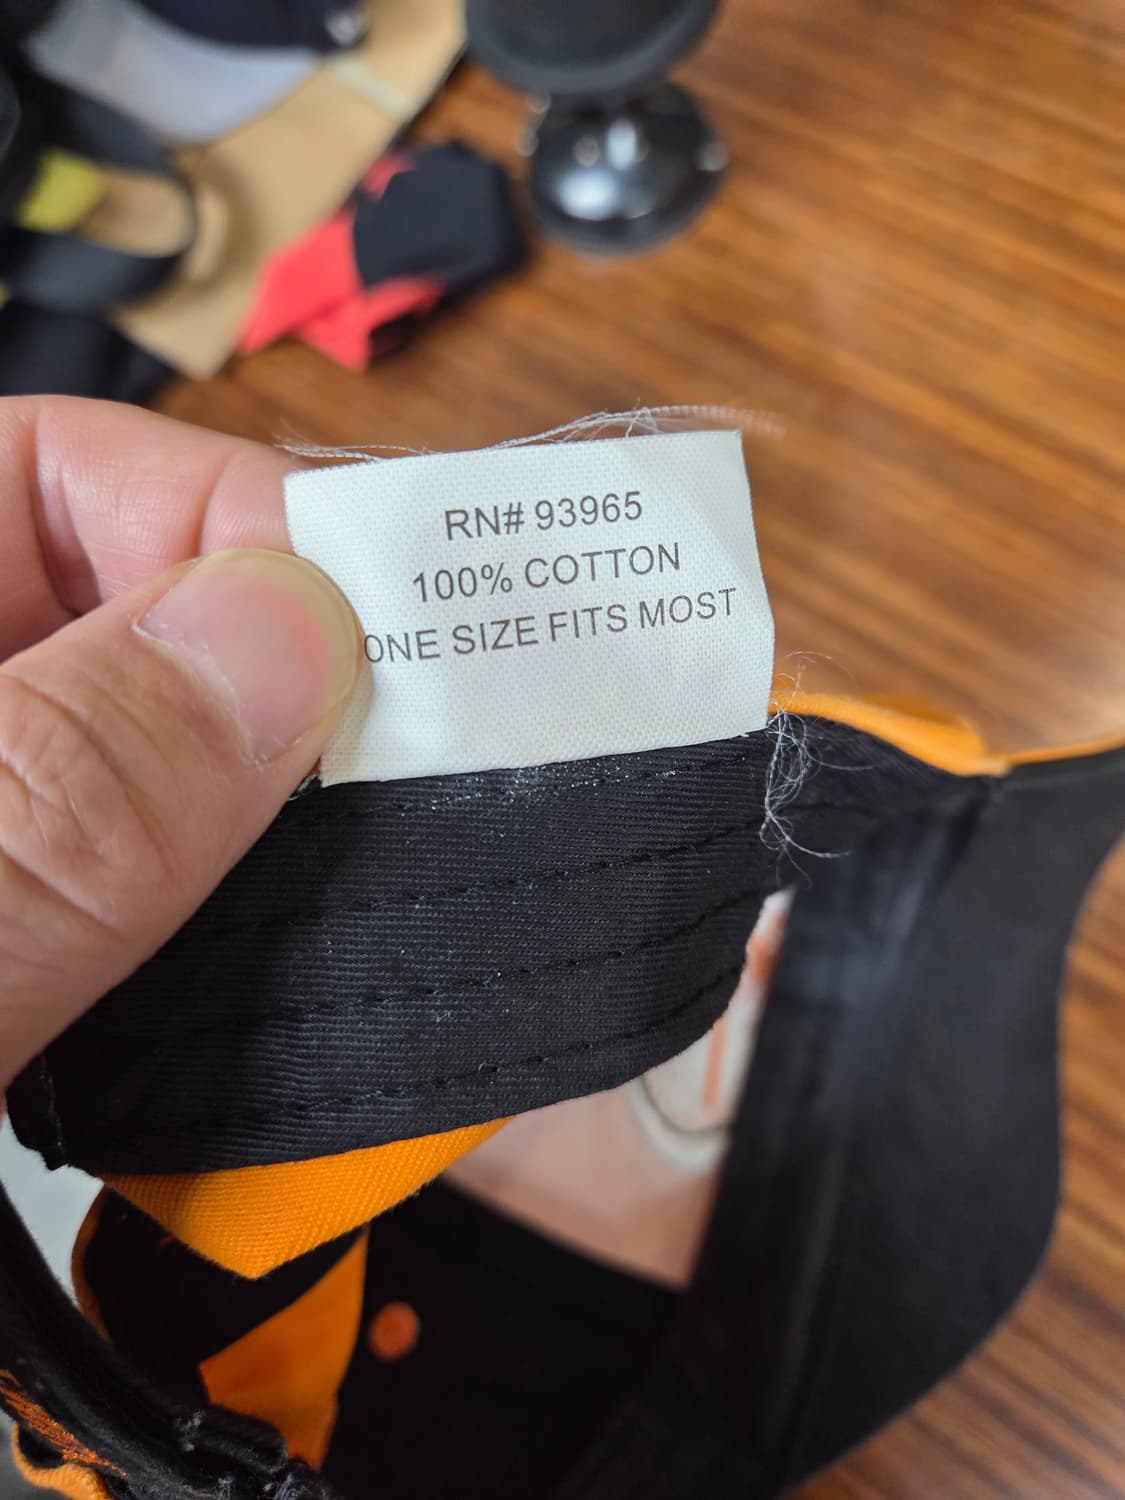 RN# 93965
100% COTTON
ONE SIZE FITS MOST